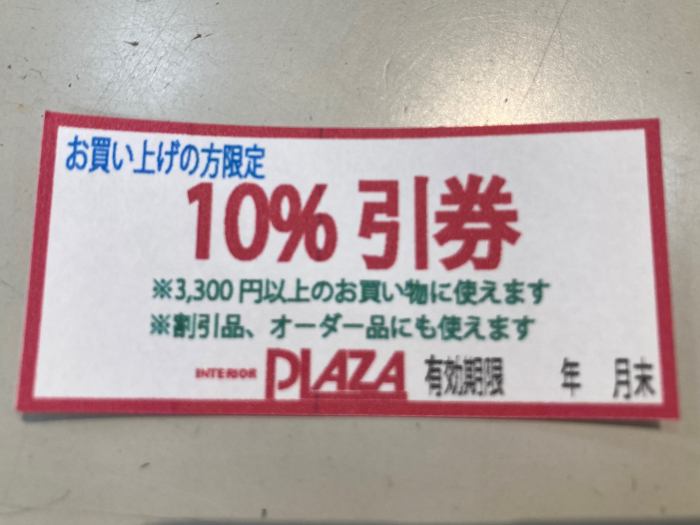 お買い上げの方限定
10% 引券
※3,300 円以上のお買い物に使えます
※割引品、オーダー品にも使えます
INTERIOR PLAZA 有効期限 年 月末